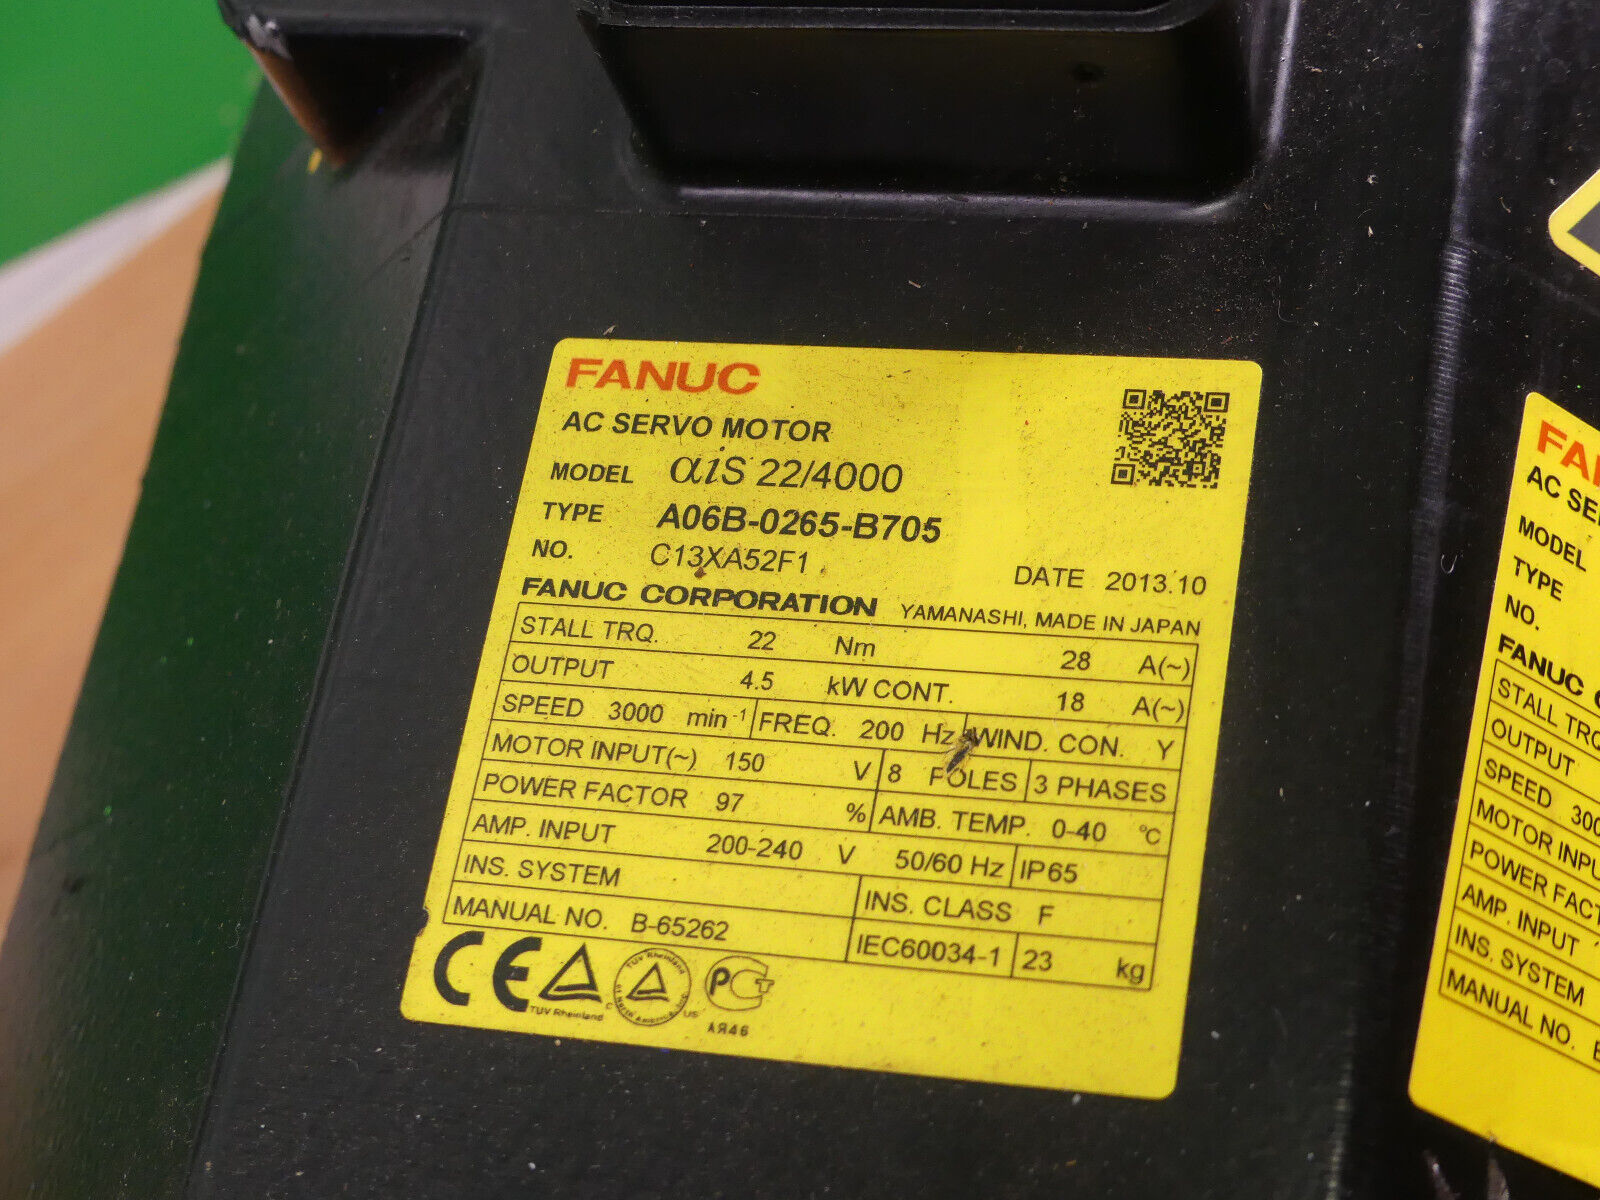 FANUC
AC SERVO MOTOR
MODEL αiS 22/4000
TYPE A06B-0265-B705
NO. C13XA52F1
DATE 2013.10
FANUC CORPORATION YAMANASHI, MADE IN JAPAN
STALL TRQ. 22 Nm 28 A(~)
OUTPUT 4.5 kW CONT. 18 A(~)
SPEED 3000 min-1 FREQ. 200 Hz WIND. CON. Y
MOTOR INPUT(~) 150 V 8 POLES 3 PHASES
POWER FACTOR 97 % AMB. TEMP. 0-40 ℃
AMP. INPUT 200-240 V 50/60 Hz IP65
INS. SYSTEM INS. CLASS F
MANUAL NO. B-65262 IEC60034-1 23 kg
CE TUV Rheinland TUV Rheinland C US
АЯ46
AC SE
MODEL
TYPE
NO.
FANUC
STALL TRQ
OUTPUT
SPEED 300
MOTOR INPU
POWER FACT
AMP. INPUT
INS. SYSTEM
MANUAL NO.